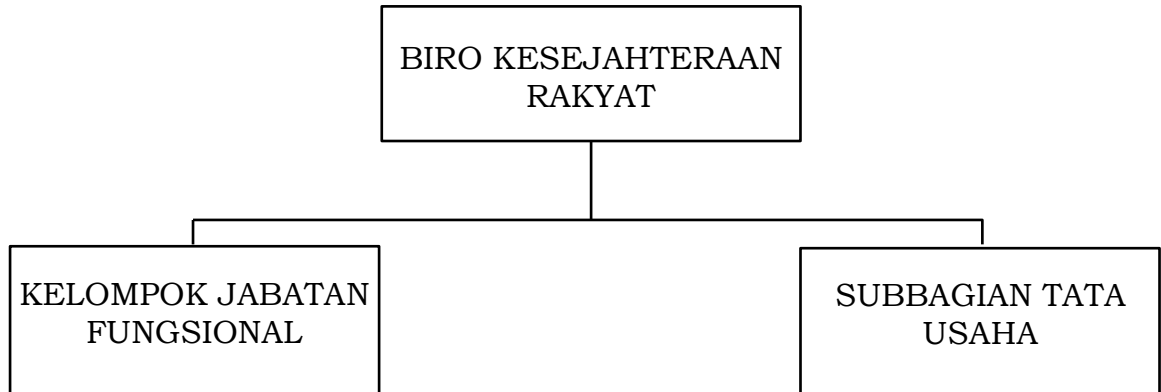 BIRO KESEJAHTERAAN
RAKYAT
KELOMPOK JABATAN
FUNGSIONAL
SUBBAGIAN TATA
USAHA